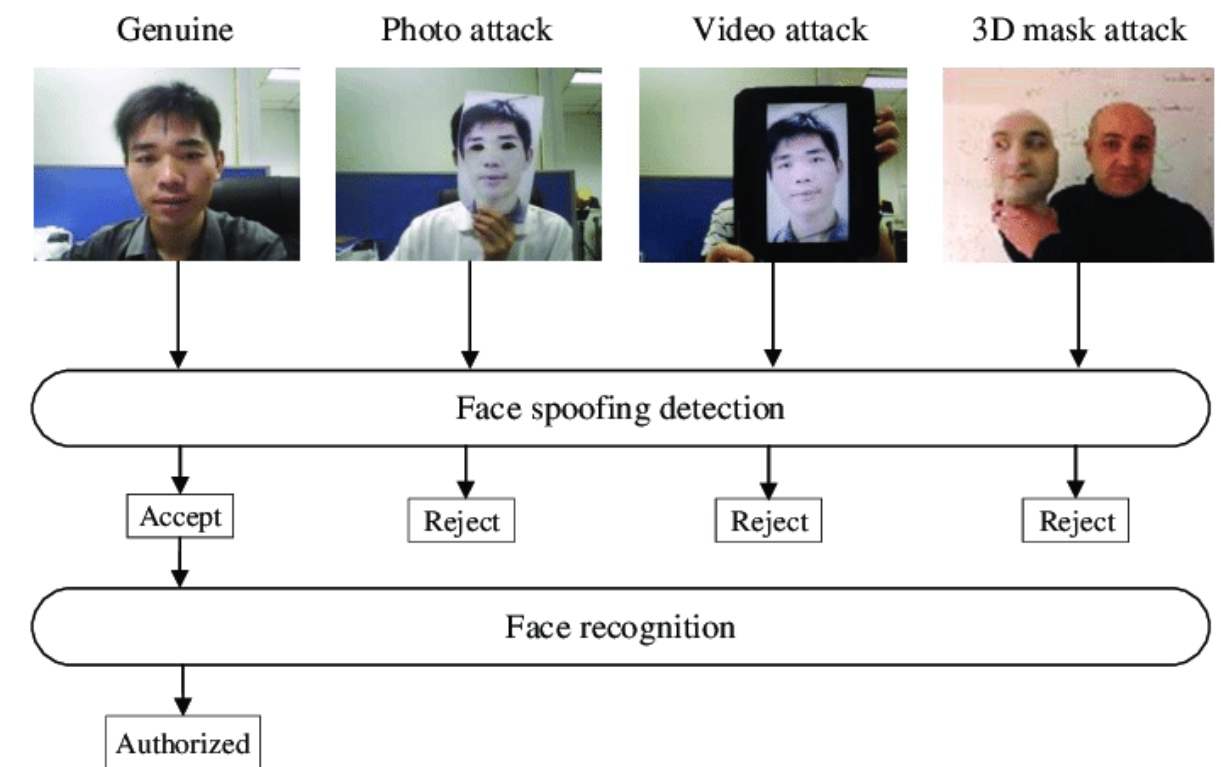 Genuine
Photo attack
Video attack
3D mask attack
Face spoofing detection
Accept
Reject
Reject
Reject
Face recognition
Authorized